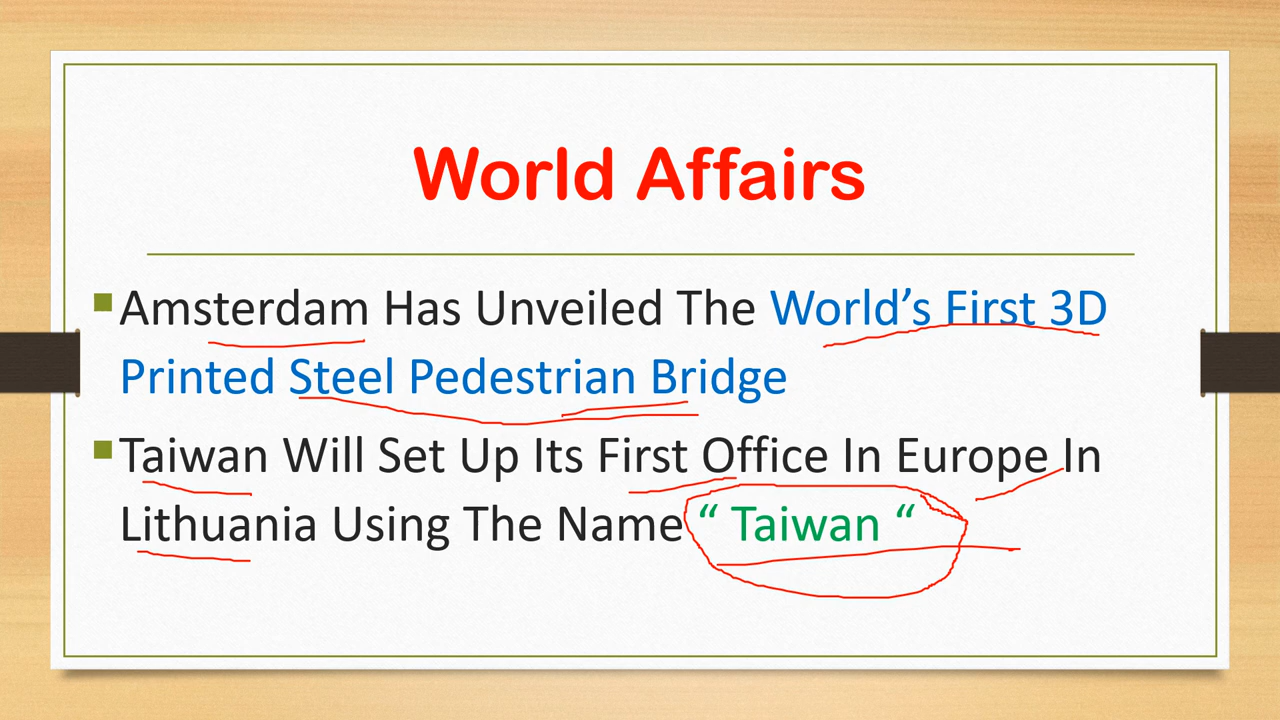 World Affairs
Amsterdam Has Unveiled The World’s First 3D
Printed Steel Pedestrian Bridge
Taiwan Will Set Up Its First Office In Europe In
Lithuania Using The Name “ Taiwan “